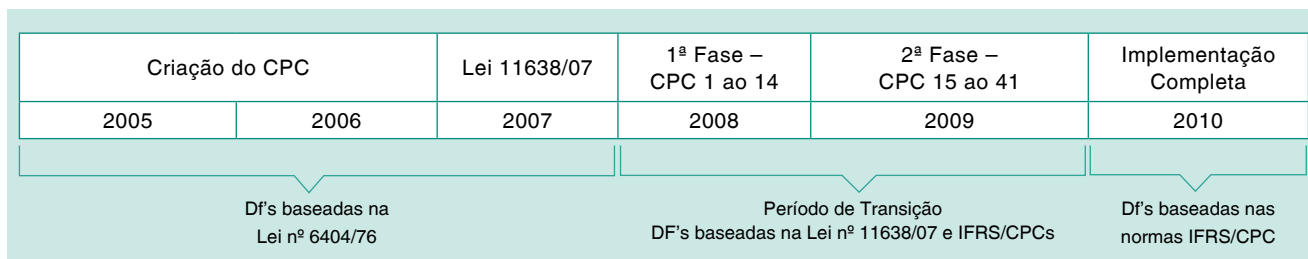 Criação do CPC
Lei 11638/07
1ª Fase –
CPC 1 ao 14
2ª Fase –
CPC 15 ao 41
Implementação
Completa
2005
2006
2007
2008
2009
2010
Df's baseadas na
Lei nº 6404/76
Período de Transição
DF's baseadas na Lei nº 11638/07 e IFRS/CPCs
Df's baseadas nas
normas IFRS/CPC